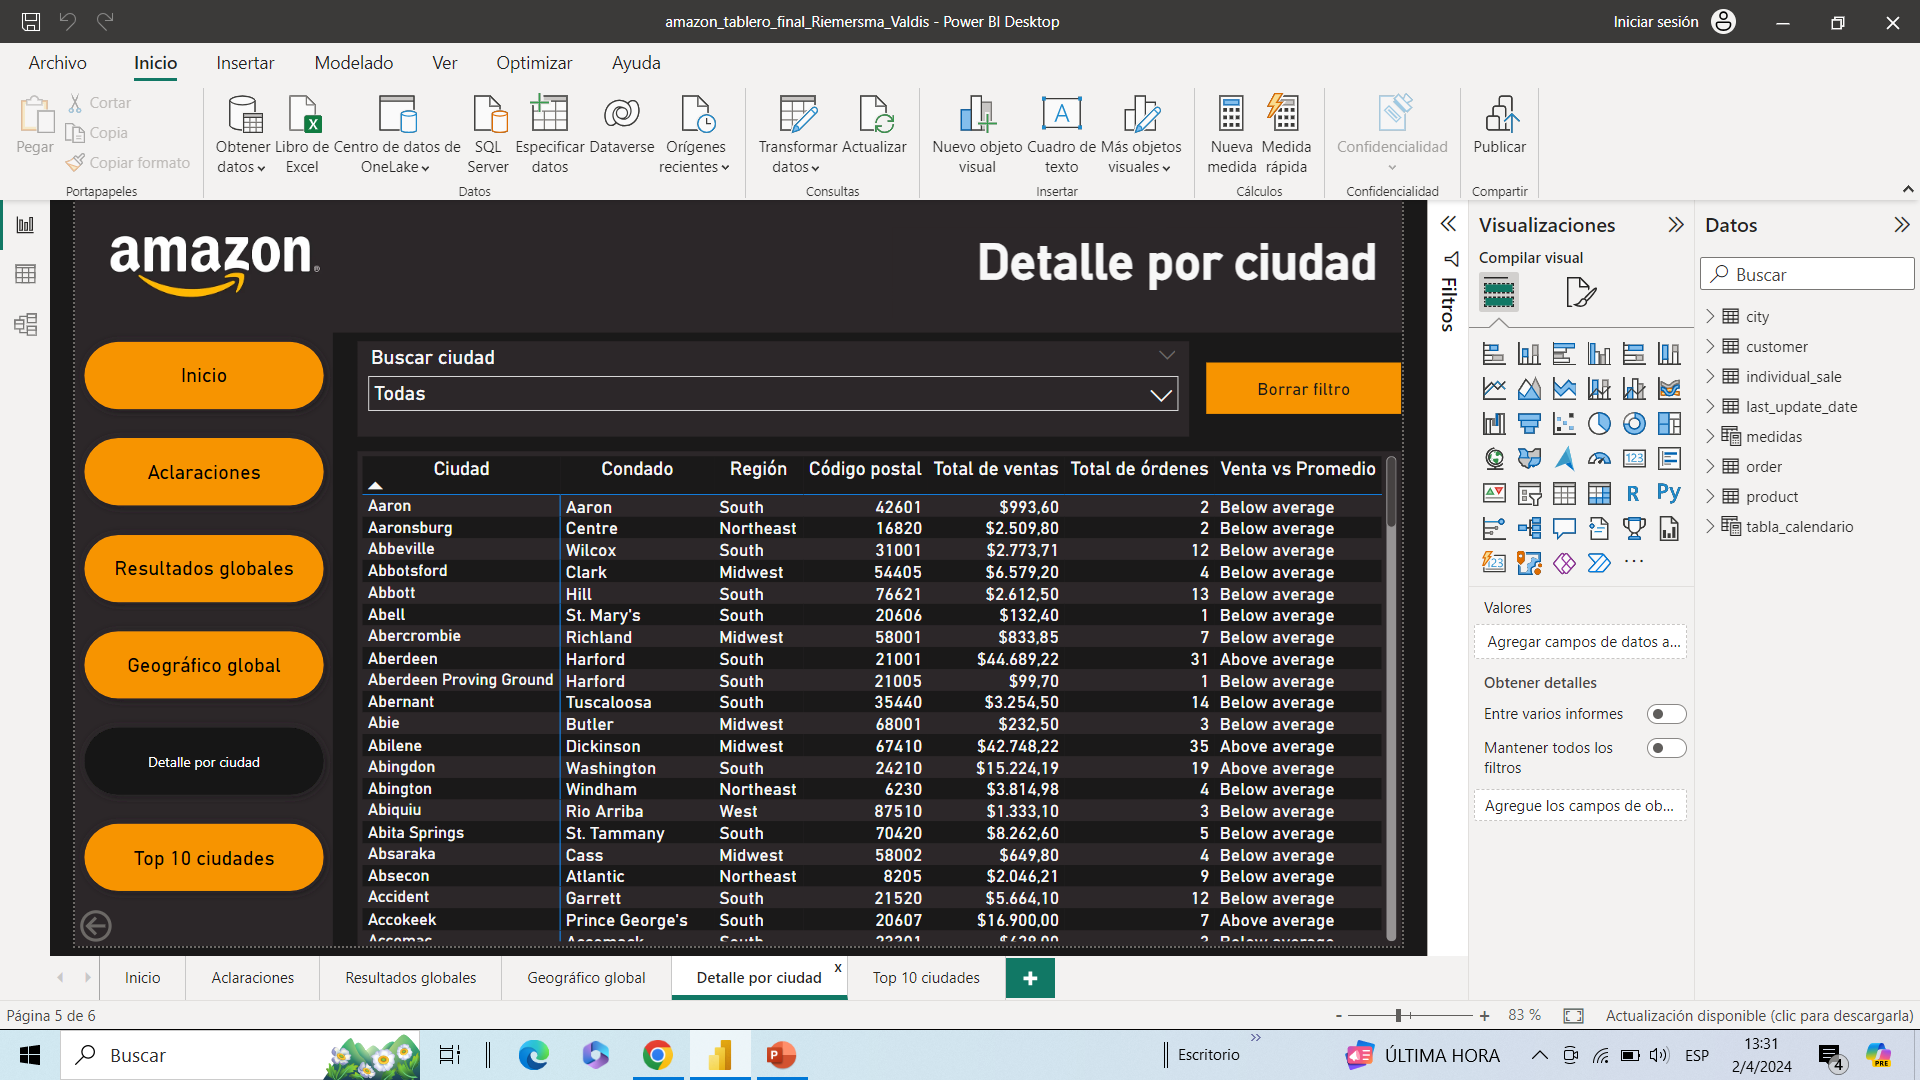 amazon_tablero_final_Riemersma_Valdis - Power BI Desktop
Iniciar sesión
Archivo Inicio Insertar Modelado Ver Optimizar Ayuda
Pegar
Cortar
Copia
Copiar formato
Portapapeles
Obtener datos
Libro de Excel
Centro de datos de OneLake
SQL Server
Especificar datos
Dataverse
Orígenes recientes
Datos
Transformar datos
Actualizar
Consultas
Nuevo objeto visual
Cuadro de texto
Más objetos visuales
Insertar
Nueva medida
Medida rápida
Cálculos
Confidencialidad
Confidencialidad
Publicar
Compartir
amazon
Detalle por ciudad
Inicio
Aclaraciones
Resultados globales
Geográfico global
Detalle por ciudad
Top 10 ciudades
Buscar ciudad
Todas
Borrar filtro
Ciudad Condado Región Código postal Total de ventas Total de órdenes Venta vs Promedio
Aaron Aaron South 42601 $993,60 2 Below average
Aaronsburg Centre Northeast 16820 $2.509,80 2 Below average
Abbeville Wilcox South 31001 $2.773,71 12 Below average
Abbotsford Clark Midwest 54405 $6.579,20 4 Below average
Abbott Hill South 76621 $2.612,50 13 Below average
Abell St. Mary's South 20606 $132,40 1 Below average
Abercrombie Richland Midwest 58001 $833,85 7 Below average
Aberdeen Harford South 21001 $44.689,22 31 Above average
Aberdeen Proving Ground Harford South 21005 $99,70 1 Below average
Abernant Tuscaloosa South 35440 $3.254,50 14 Below average
Abie Butler Midwest 68001 $232,50 3 Below average
Abilene Dickinson Midwest 67410 $42.748,22 35 Above average
Abingdon Washington South 24210 $15.224,19 19 Above average
Abington Windham Northeast 6230 $3.814,98 4 Below average
Abiquiu Rio Arriba West 87510 $1.333,10 3 Below average
Abita Springs St. Tammany South 70420 $8.262,60 5 Below average
Absaraka Cass Midwest 58002 $649,80 4 Below average
Absecon Atlantic Northeast 8205 $2.046,21 9 Below average
Accident Garrett South 21520 $5.664,10 12 Below average
Accokeek Prince George's South 20607 $16.900,00 7 Above average
Filtros
Visualizaciones
Compilar visual
Valores
Agregar campos de datos a...
Obtener detalles
Entre varios informes
Mantener todos los filtros
Agregue los campos de ob...
Datos
Buscar
city
customer
individual_sale
last_update_date
medidas
order
product
tabla_calendario
Inicio Aclaraciones Resultados globales Geográfico global Detalle por ciudad x Top 10 ciudades +
Página 5 de 6
- + 83 %
Actualización disponible (clic para descargarla)
Buscar
Escritorio
ÚLTIMA HORA
ESP
13:31
2/4/2024
4
PRE